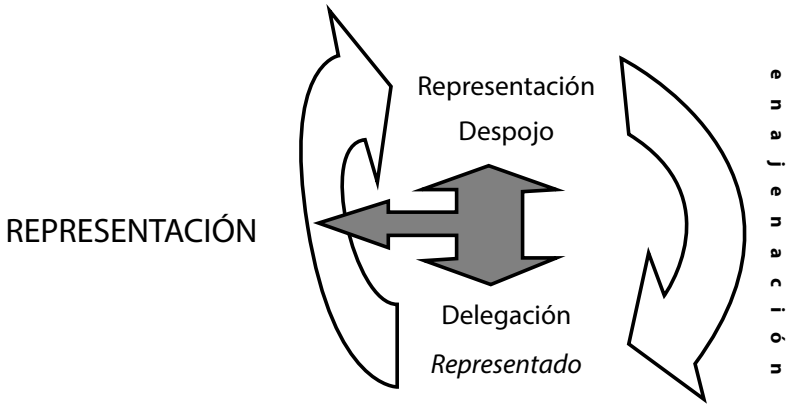 Representación
Despojo
REPRESENTACIÓN
Delegación
Representado
enajenación